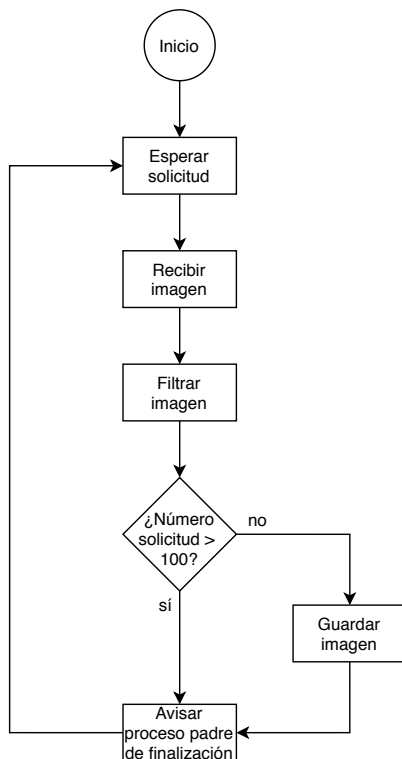 Inicio
Esperar
solicitud
Recibir
imagen
Filtrar
imagen
¿Número
solicitud >
100?
no
sí
Guardar
imagen
Avisar
proceso padre
de finalización